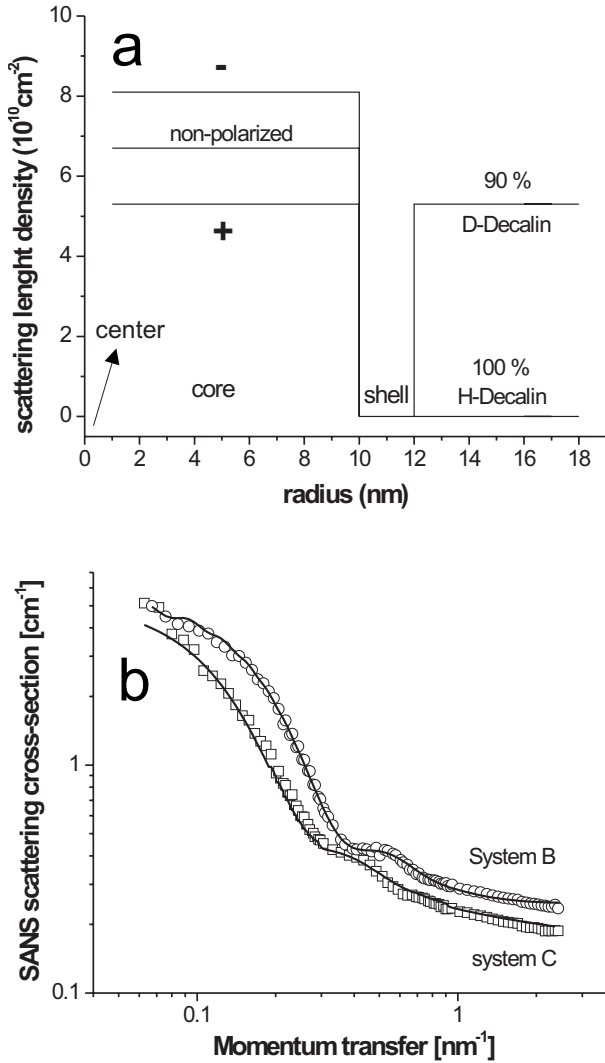 a
scattering lenght density (10^10cm^-2)
10
8
6
4
2
0
-
non-polarized
+
90 %
D-Decalin
center
core
shell
100 %
H-Decalin
0 2 4 6 8 10 12 14 16 18
radius (nm)
b
SANS scattering cross-section [cm^-1]
1
0.1
System B
system C
0.1 1
Momentum transfer [nm^-1]